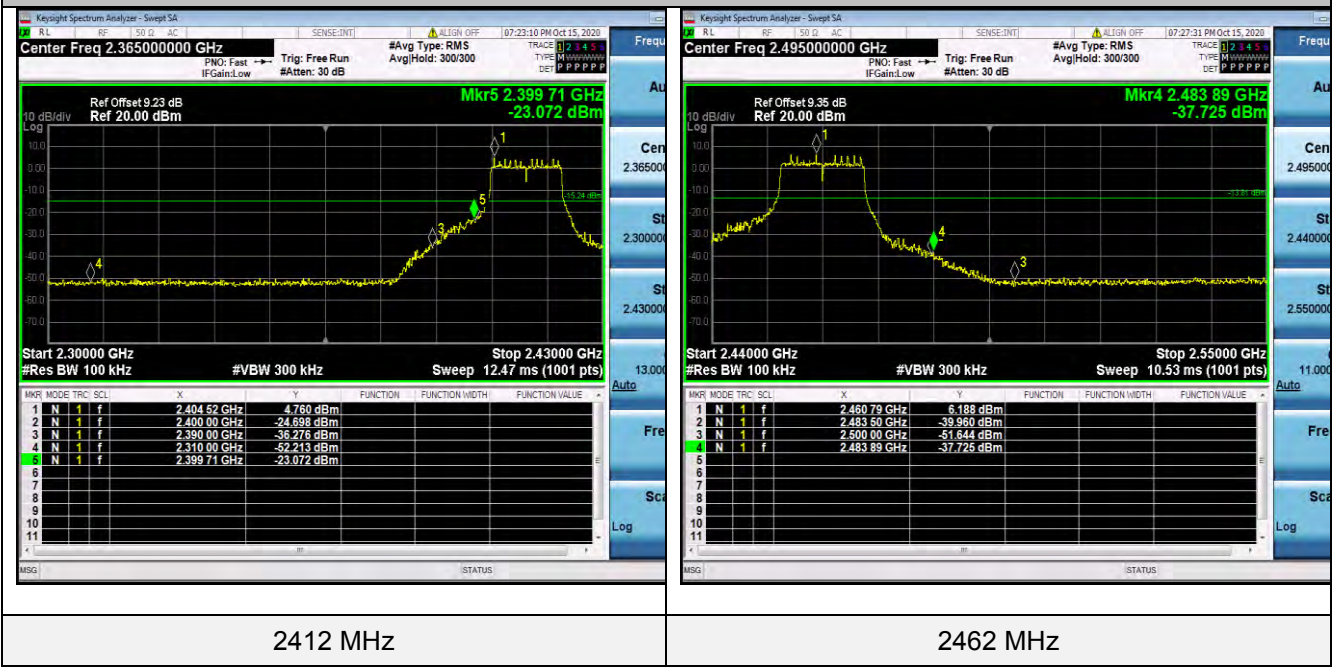 Keysight Spectrum Analyzer - Swept SA
RL RF 50 Ω AC SENSE:INT ALIGN OFF 07:23:10 PM Oct 15, 2020
Center Freq 2.365000000 GHz
PNO: Fast
IFGain:Low
Trig: Free Run
#Atten: 30 dB
#Avg Type: RMS
Avg|Hold: 300/300
TRACE 1 2 3 4 5 6
TYPE M WWWWW
DET P P P P P P
Frequ
Ref Offset 9.23 dB
Ref 20.00 dBm
Mkr5 2.399 71 GHz
-23.072 dBm
10 dB/div
Log
10.0
0.00
-10.0
-20.0
-30.0
-40.0
-50.0
-60.0
-70.0
1
5
3
4
-15.24 dBm
Start 2.30000 GHz
Stop 2.43000 GHz
#Res BW 100 kHz
#VBW 300 kHz
Sweep 12.47 ms (1001 pts)
MKR MODE TRC SCL X Y FUNCTION FUNCTION WIDTH FUNCTION VALUE
1 N 1 f 2.404 52 GHz 4.760 dBm
2 N 1 f 2.400 00 GHz -24.698 dBm
3 N 1 f 2.390 00 GHz -36.276 dBm
4 N 1 f 2.310 00 GHz -52.213 dBm
5 N 1 f 2.399 71 GHz -23.072 dBm
6
7
8
9
10
11
MSG STATUS
Au
Cen
2.36500
St
2.30000
St
2.43000
13.000
Auto
Fre
Sca
Log
2412 MHz
Keysight Spectrum Analyzer - Swept SA
RL RF 50 Ω AC SENSE:INT ALIGN OFF 07:27:31 PM Oct 15, 2020
Center Freq 2.495000000 GHz
PNO: Fast
IFGain:Low
Trig: Free Run
#Atten: 30 dB
#Avg Type: RMS
Avg|Hold: 300/300
TRACE 1 2 3 4 5 6
TYPE M WWWWW
DET P P P P P P
Frequ
Ref Offset 9.35 dB
Ref 20.00 dBm
Mkr4 2.483 89 GHz
-37.725 dBm
10 dB/div
Log
10.0
0.00
-10.0
-20.0
-30.0
-40.0
-50.0
-60.0
-70.0
1
4
3
Start 2.44000 GHz
Stop 2.55000 GHz
#Res BW 100 kHz
#VBW 300 kHz
Sweep 10.53 ms (1001 pts)
MKR MODE TRC SCL X Y FUNCTION FUNCTION WIDTH FUNCTION VALUE
1 N 1 f 2.460 79 GHz 6.188 dBm
2 N 1 f 2.483 50 GHz -39.960 dBm
3 N 1 f 2.500 00 GHz -51.644 dBm
4 N 1 f 2.483 89 GHz -37.725 dBm
5
6
7
8
9
10
11
MSG STATUS
Au
Cen
2.49500
St
2.44000
St
2.55000
11.000
Auto
Fre
Sca
Log
2462 MHz